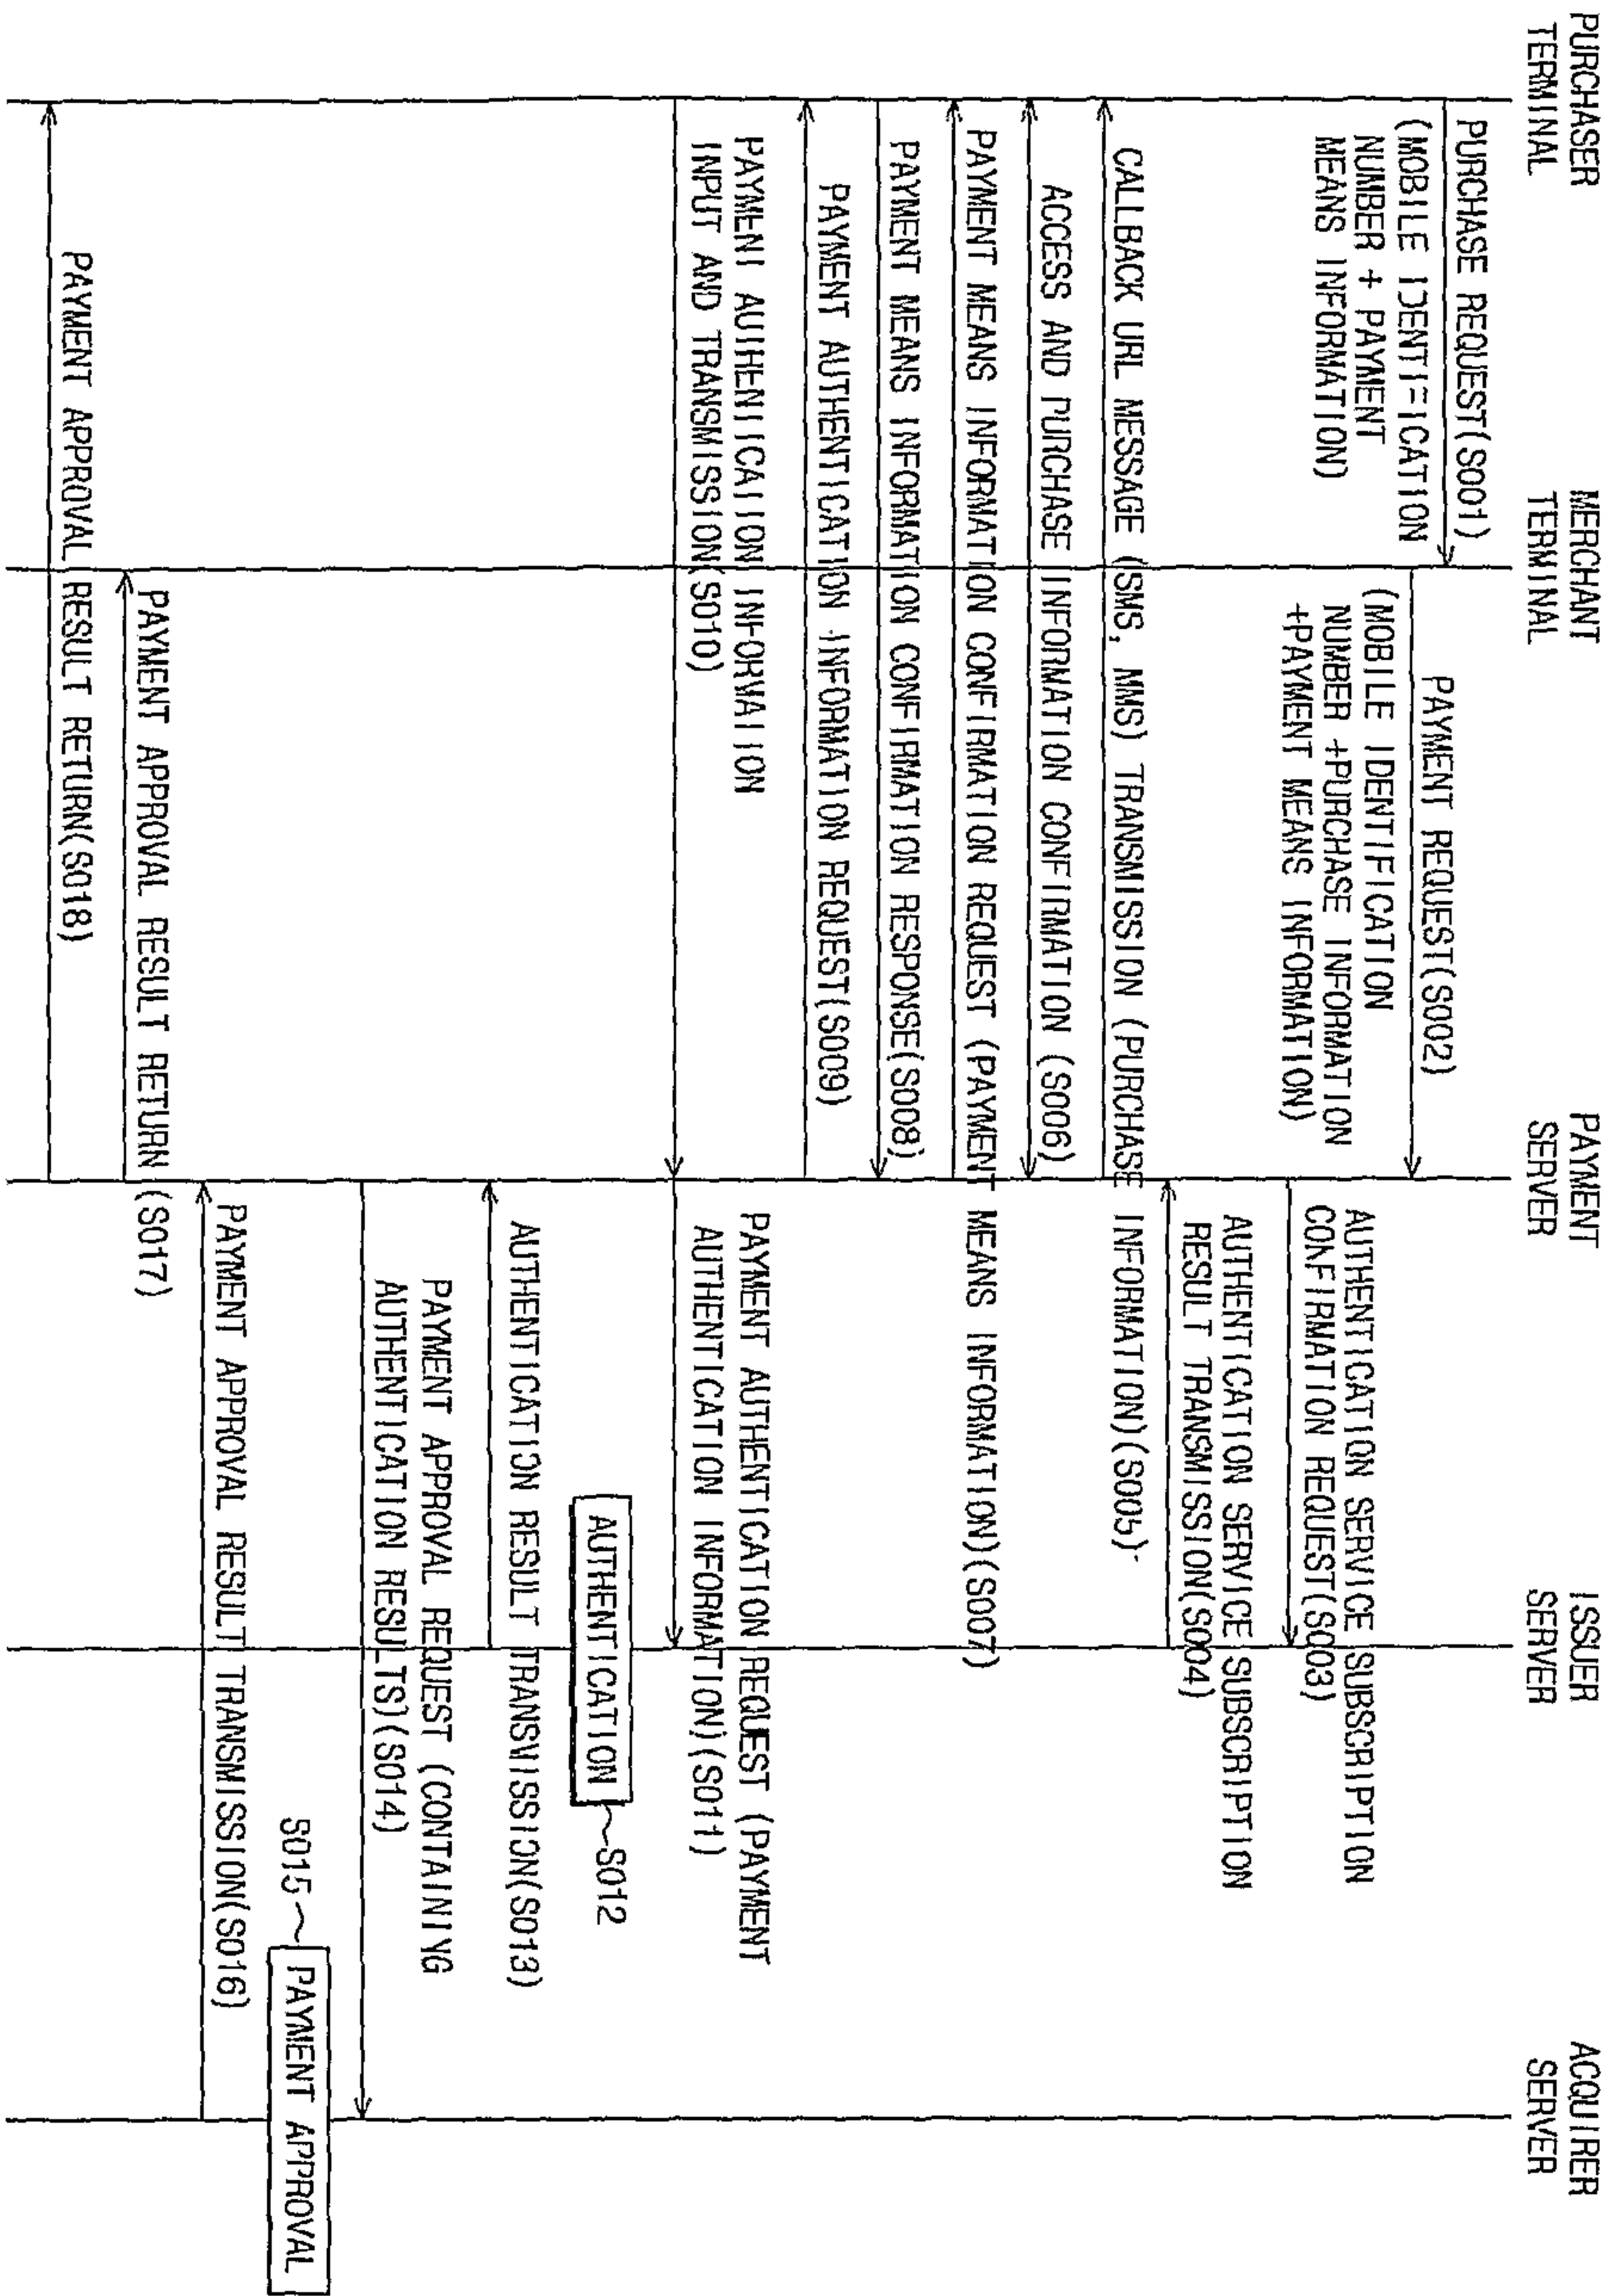 PURCHASER
TERMINAL
MERCHANT
TERMINAL
PAYMENT
SERVER
ISSUER
SERVER
ACQUIRER
SERVER
PURCHASE REQUEST(S001)
(MOBILE IDENTIFICATION
NUMBER + PAYMENT
MEANS INFORMATION)
PAYMENT REQUEST(S002)
(MOBILE IDENTIFICATION
NUMBER +PURCHASE INFORMATION
+PAYMENT MEANS INFORMATION)
AUTHENTICATION SERVICE SUBSCRIPTION
CONFIRMATION REQUEST(S003)
AUTHENTICATION SERVICE SUBSCRIPTION
RESULT TRANSMISSION(S004)
CALLBACK URL MESSAGE (SMS, MMS) TRANSMISSION (PURCHASE INFORMATION)(S005)
ACCESS AND PURCHASE INFORMATION CONFIRMATION (S006)
PAYMENT MEANS INFORMATION CONFIRMATION REQUEST (PAYMENT MEANS INFORMATION)(S007)
PAYMENT MEANS INFORMATION CONFIRMATION RESPONSE(S008)
PAYMENT AUTHENTICATION INFORMATION REQUEST(S009)
PAYMENT AUTHENTICATION INFORMATION
INPUT AND TRANSMISSION(S010)
PAYMENT AUTHENTICATION REQUEST (PAYMENT
AUTHENTICATION INFORMATION)(S011)
AUTHENTICATION
S012
AUTHENTICATION RESULT TRANSMISSION(S013)
PAYMENT APPROVAL REQUEST (CONTAINING
AUTHENTICATION RESULTS)(S014)
S015
PAYMENT APPROVAL
PAYMENT APPROVAL RESULT TRANSMISSION(S016)
PAYMENT APPROVAL RESULT RETURN (S017)
PAYMENT APPROVAL RESULT RETURN(S018)